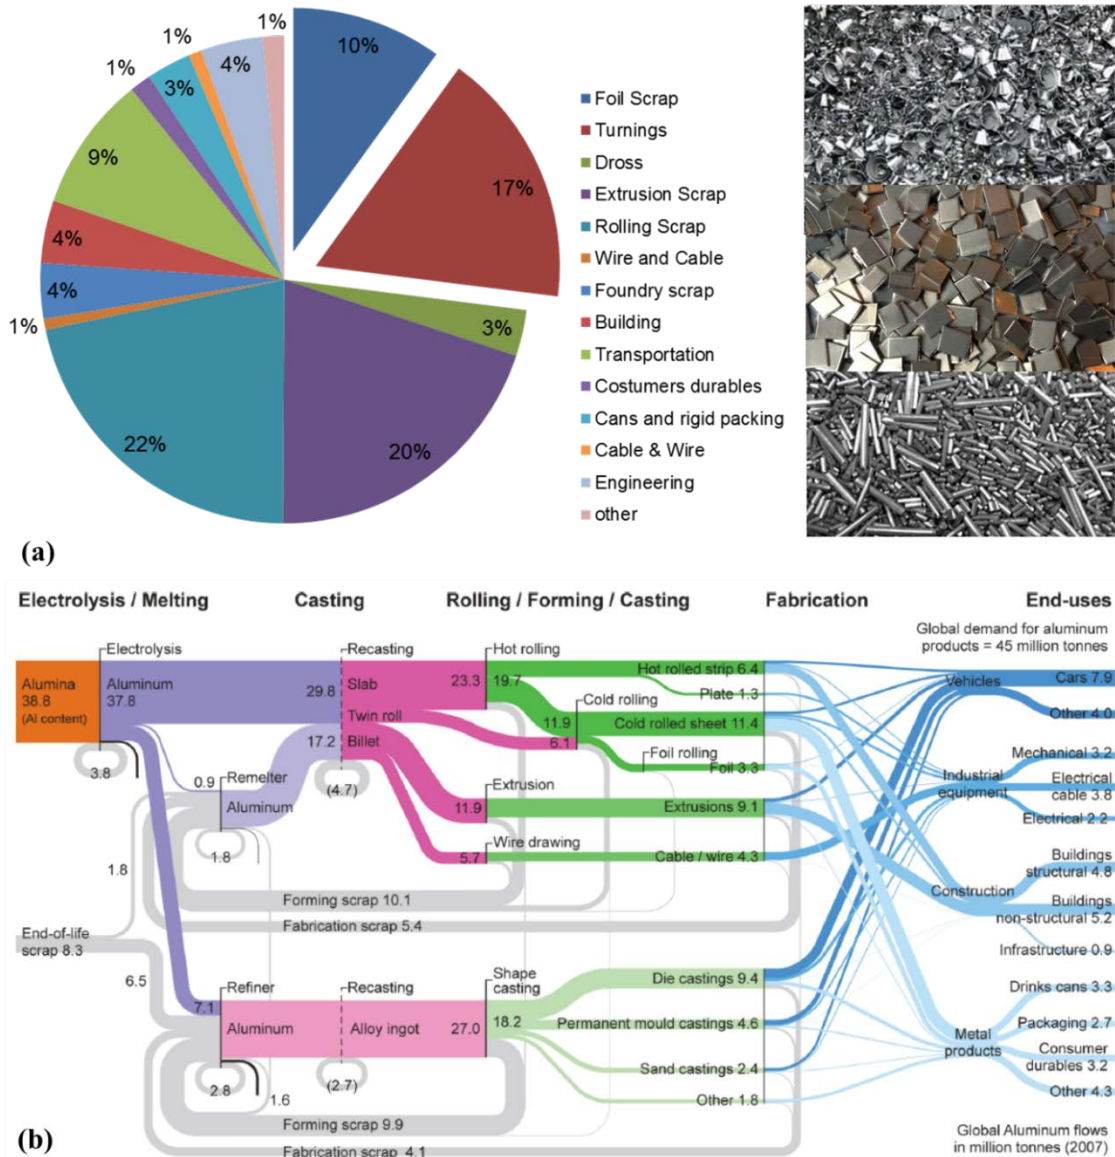 1%
1%
10%
4%
1%
3%
9%
17%
4%
4%
3%
1%
22%
20%
Foil Scrap
Turnings
Dross
Extrusion Scrap
Rolling Scrap
Wire and Cable
Foundry scrap
Building
Transportation
Costumers durables
Cans and rigid packing
Cable & Wire
Engineering
other
(a)
Electrolysis / Melting
Casting
Rolling / Forming / Casting
Fabrication
End-uses
Global demand for aluminum
products = 45 million tonnes
Electrolysis
Recasting
Hot rolling
Alumina
38.8
(Al content)
Aluminum
37.8
29.8
Slab
23.3
19.7
Hot rolled strip 6.4
Plate 1.3
Vehicles
Cars 7.9
Other 4.0
Cold rolling
Twin roll
11.9
Cold rolled sheet 11.4
17.2
Billet
6.1
Foil rolling
Foil 3.3
Mechanical 3.2
3.8
0.9
Remelter
Aluminum
(4.7)
Industrial
equipment
Electrical
cable 3.8
Extrusion
11.9
Extrusions 9.1
Electrical 2.2
Wire drawing
5.7
Cable / wire 4.3
1.8
1.8
Buildings
structural 4.8
Construction
Forming scrap 10.1
Buildings
non-structural 5.2
Fabrication scrap 5.4
End-of-life
scrap 8.3
Infrastructure 0.9
6.5
Refiner
Recasting
Shape
casting
Die castings 9.4
Drinks cans 3.3
7.1
Aluminum
Alloy ingot
27.0
18.2
Permanent mould castings 4.6
Packaging 2.7
Metal
products
Consumer
durables 3.2
Sand castings 2.4
2.8
(2.7)
1.6
Other 1.8
Other 4.3
Forming scrap 9.9
Fabrication scrap 4.1
Global Aluminum flows
in million tonnes (2007)
(b)